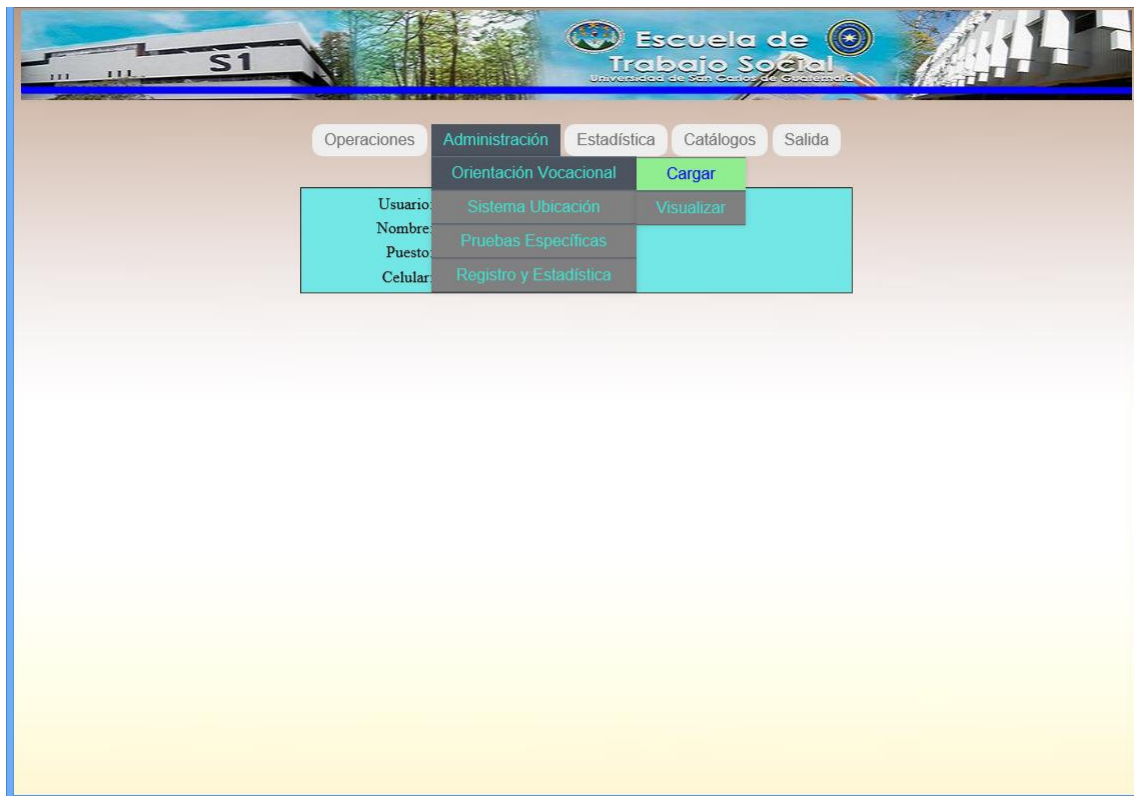 S1
Escuela de
Trabajo Social
Universidad de San Carlos de Guatemala
Operaciones Administración Estadística Catálogos Salida
Orientación Vocacional Cargar
Usuario: Sistema Ubicación Visualizar
Nombre:
Pruebas Específicas
Puesto:
Celular: Registro y Estadística